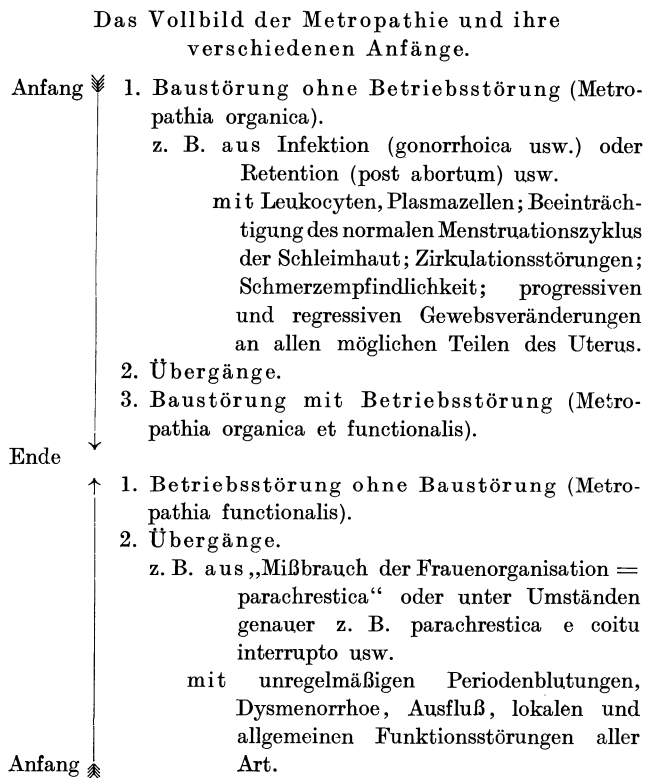 Das Vollbild der Metropathie und ihre
verschiedenen Anfänge.
Anfang 1. Baustörung ohne Betriebsstörung (Metro-
pathia organica).
z. B. aus Infektion (gonorrhoica usw.) oder
Retention (post abortum) usw.
mit Leukocyten, Plasmazellen; Beeinträch-
tigung des normalen Menstruationszyklus
der Schleimhaut; Zirkulationsstörungen;
Schmerzempfindlichkeit; progressiven
und regressiven Gewebsveränderungen
an allen möglichen Teilen des Uterus.
2. Übergänge.
3. Baustörung mit Betriebsstörung (Metro-
pathia organica et functionalis).
Ende
1. Betriebsstörung ohne Baustörung (Metro-
pathia functionalis).
2. Übergänge.
z. B. aus „Mißbrauch der Frauenorganisation =
parachrestica“ oder unter Umständen
genauer z. B. parachrestica e coitu
interrupto usw.
mit unregelmäßigen Periodenblutungen,
Dysmenorrhoe, Ausfluß, lokalen und
allgemeinen Funktionsstörungen aller
Anfang Art.